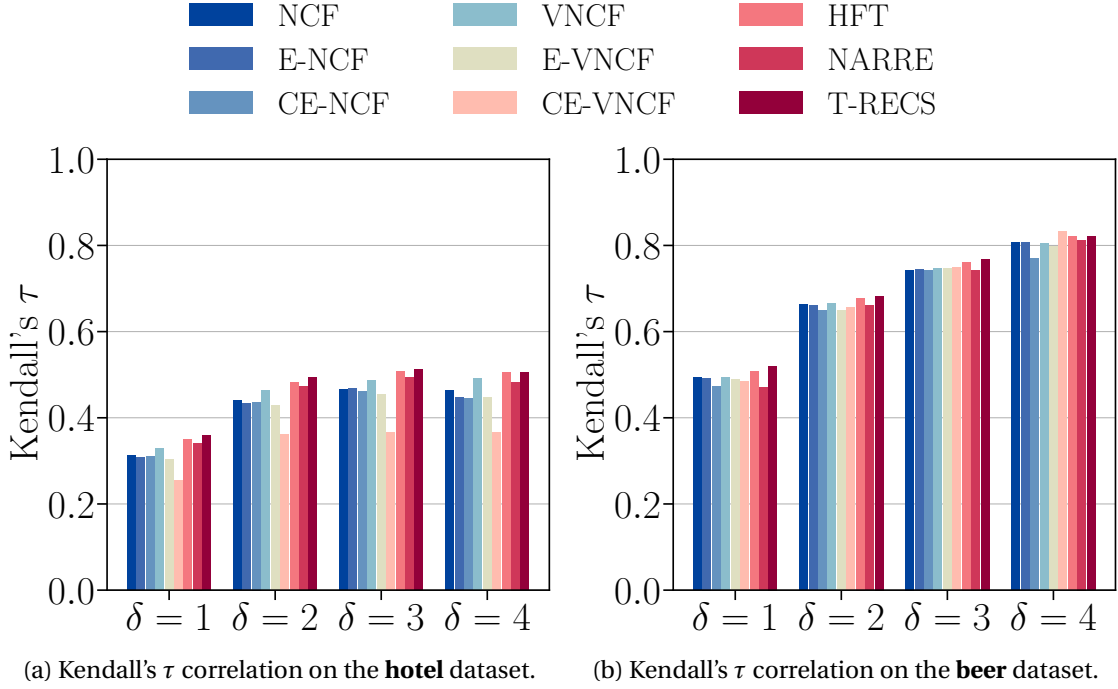 NCF VNCF HFT
E-NCF E-VNCF NARRE
CE-NCF CE-VNCF T-RECS
Kendall's τ
1.0
0.8
0.6
0.4
0.2
0.0
δ = 1 δ = 2 δ = 3 δ = 4
(a) Kendall's τ correlation on the hotel dataset.
Kendall's τ
1.0
0.8
0.6
0.4
0.2
0.0
δ = 1 δ = 2 δ = 3 δ = 4
(b) Kendall's τ correlation on the beer dataset.